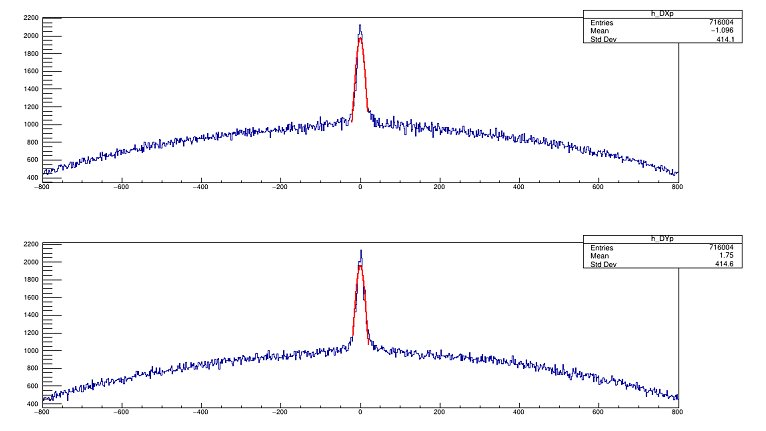 h_DXp
Entries 716004
Mean −1.096
Std Dev 414.1
2200
2000
1800
1600
1400
1200
1000
800
600
400
−800 −600 −400 −200 0 200 400 600 800
h_DYp
Entries 716004
Mean 1.75
Std Dev 414.6
2200
2000
1800
1600
1400
1200
1000
800
600
400
−800 −600 −400 −200 0 200 400 600 800